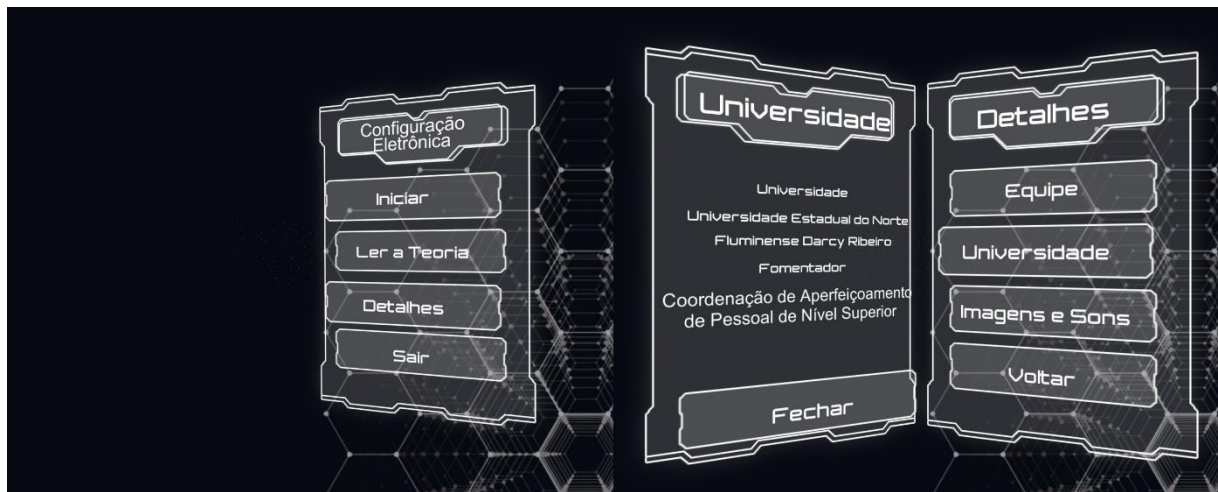 Configuração
Eletrônica
Iniciar
Ler a Teoria
Detalhes
Sair
Universidade
Universidade
Universidade Estadual do Norte
Fluminense Darcy Ribeiro
Fomentador
Coordenação de Aperfeiçoamento
de Pessoal de Nível Superior
Fechar
Detalhes
Equipe
Universidade
Imagens e Sons
Voltar